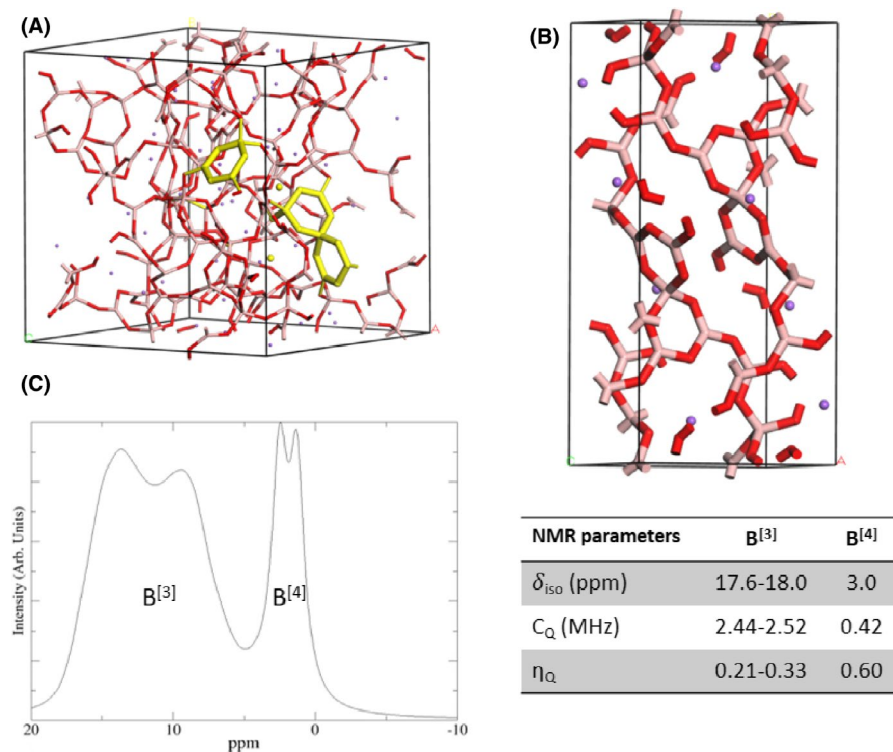 (A)
(B)
C
A
C
A
(C)
Intensity (Arb. Units)
B[3]
B[4]
20
10
0
-10
ppm
NMR parameters B[3] B[4]
δiso (ppm) 17.6-18.0 3.0
CQ (MHz) 2.44-2.52 0.42
ηQ 0.21-0.33 0.60